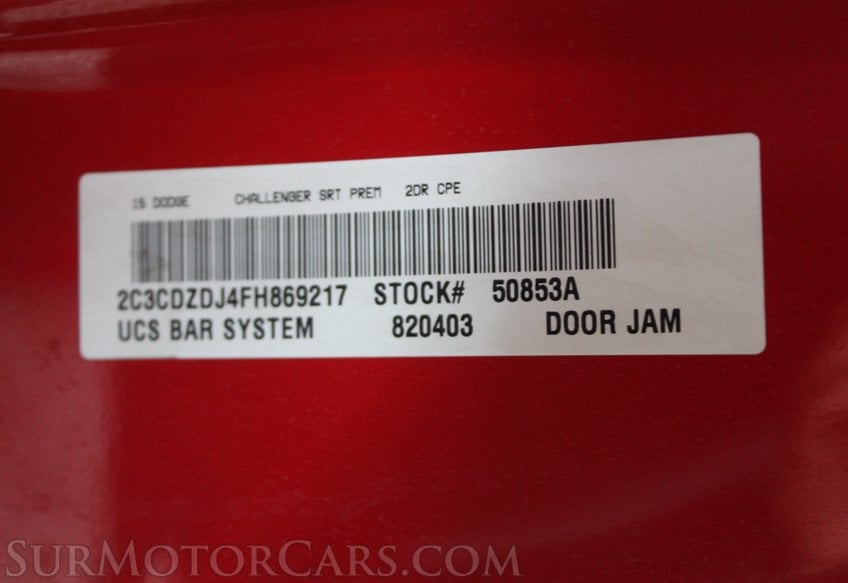 15 DODGE CHALLENGER SRT PREM 2DR CPE
2C3CDZDJ4FH869217 STOCK# 50853A
UCS BAR SYSTEM 820403 DOOR JAM
SurMotorCars.com